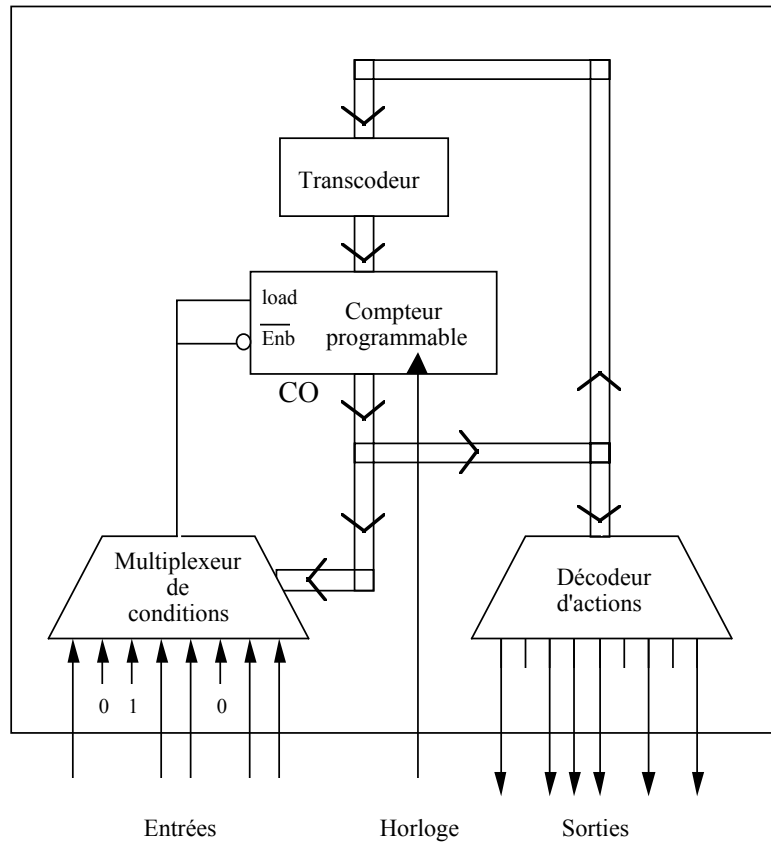 Transcodeur
load
Enb
Compteur
programmable
CO
Multiplexeur
de
conditions
Décodeur
d'actions
0 1 0
Entrées Horloge Sorties